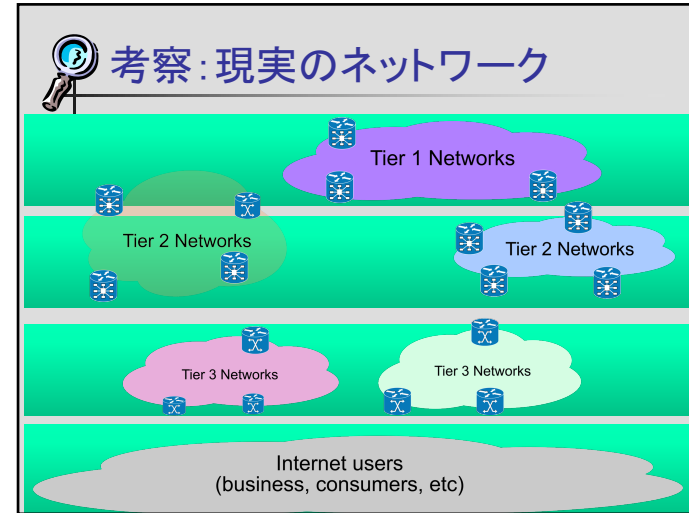 考察：現実のネットワーク
Tier 1 Networks
Tier 2 Networks
Tier 2 Networks
Tier 3 Networks
Tier 3 Networks
Internet users
(business, consumers, etc)